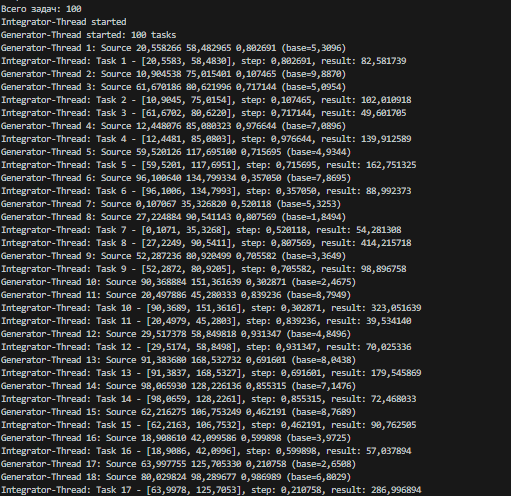 Всего задач: 100
Integrator-Thread started
Generator-Thread started: 100 tasks
Generator-Thread 1: Source 20,558266 58,482965 0,802691 (base=5,3096)
Integrator-Thread: Task 1 - [20,5583, 58,4830], step: 0,802691, result: 82,581739
Generator-Thread 2: Source 10,904538 75,015401 0,107465 (base=9,8870)
Generator-Thread 3: Source 61,670186 80,621996 0,717144 (base=5,0954)
Integrator-Thread: Task 2 - [10,9045, 75,0154], step: 0,107465, result: 102,010918
Integrator-Thread: Task 3 - [61,6702, 80,6220], step: 0,717144, result: 49,601705
Generator-Thread 4: Source 12,448076 85,080323 0,976644 (base=7,0896)
Integrator-Thread: Task 4 - [12,4481, 85,0803], step: 0,976644, result: 139,912589
Generator-Thread 5: Source 59,520126 117,695100 0,715695 (base=4,9344)
Integrator-Thread: Task 5 - [59,5201, 117,6951], step: 0,715695, result: 162,751325
Generator-Thread 6: Source 96,100640 134,799334 0,357050 (base=7,8695)
Integrator-Thread: Task 6 - [96,1006, 134,7993], step: 0,357050, result: 88,992373
Generator-Thread 7: Source 0,107067 35,326820 0,520118 (base=5,3253)
Generator-Thread 8: Source 27,224884 90,541143 0,807569 (base=1,8494)
Integrator-Thread: Task 7 - [0,1071, 35,3268], step: 0,520118, result: 54,281308
Integrator-Thread: Task 8 - [27,2249, 90,5411], step: 0,807569, result: 414,215718
Generator-Thread 9: Source 52,287236 80,920499 0,705582 (base=3,3649)
Integrator-Thread: Task 9 - [52,2872, 80,9205], step: 0,705582, result: 98,896758
Generator-Thread 10: Source 90,368884 151,361639 0,302871 (base=2,4675)
Generator-Thread 11: Source 20,497886 45,280333 0,839236 (base=8,7949)
Integrator-Thread: Task 10 - [90,3689, 151,3616], step: 0,302871, result: 323,051639
Integrator-Thread: Task 11 - [20,4979, 45,2803], step: 0,839236, result: 39,534140
Generator-Thread 12: Source 29,517378 58,849818 0,931347 (base=4,8496)
Integrator-Thread: Task 12 - [29,5174, 58,8498], step: 0,931347, result: 70,025336
Generator-Thread 13: Source 91,383680 168,532732 0,691601 (base=8,0438)
Integrator-Thread: Task 13 - [91,3837, 168,5327], step: 0,691601, result: 179,545869
Generator-Thread 14: Source 98,065930 128,226136 0,855315 (base=7,1476)
Integrator-Thread: Task 14 - [98,0659, 128,2261], step: 0,855315, result: 72,468033
Generator-Thread 15: Source 62,216275 106,753249 0,462191 (base=8,7689)
Integrator-Thread: Task 15 - [62,2163, 106,7532], step: 0,462191, result: 90,762505
Generator-Thread 16: Source 18,908610 42,099586 0,599898 (base=3,9725)
Integrator-Thread: Task 16 - [18,9086, 42,0996], step: 0,599898, result: 57,037894
Generator-Thread 17: Source 63,997755 125,705330 0,210758 (base=2,6508)
Generator-Thread 18: Source 80,029824 98,289677 0,986989 (base=6,8029)
Integrator-Thread: Task 17 - [63,9978, 125,7053], step: 0,210758, result: 286,996894